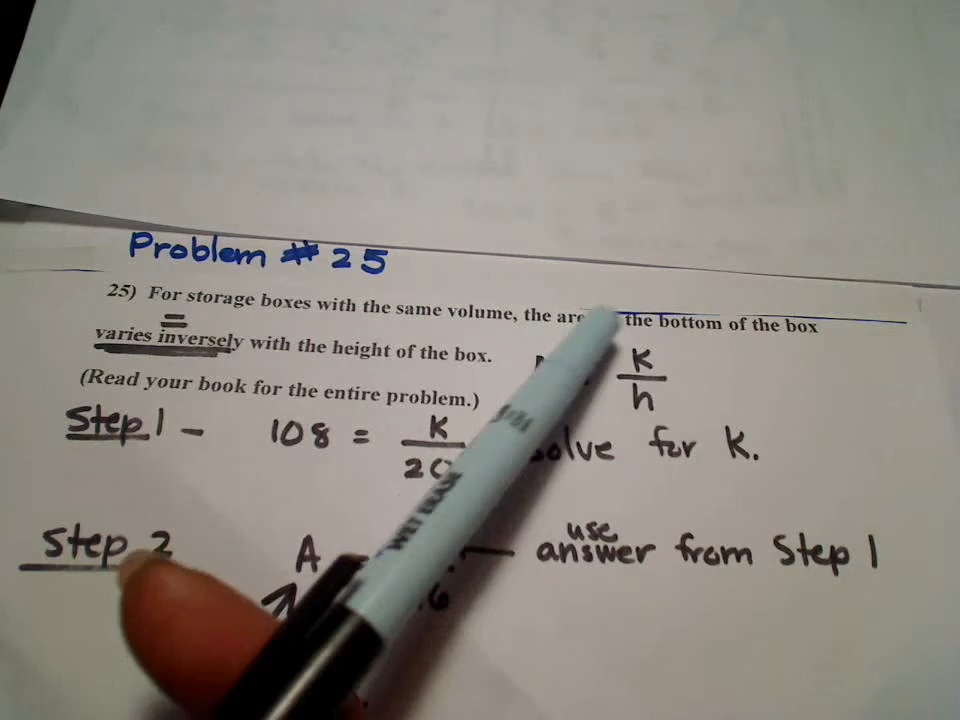 Problem # 25
25) For storage boxes with the same volume, the the bottom of the box
varies inversely with the height of the box.
K
h
(Read your book for the entire problem.)
Step 1 - 108 = K for K.
Step 2 A use
answer from Step 1
WET ERASE